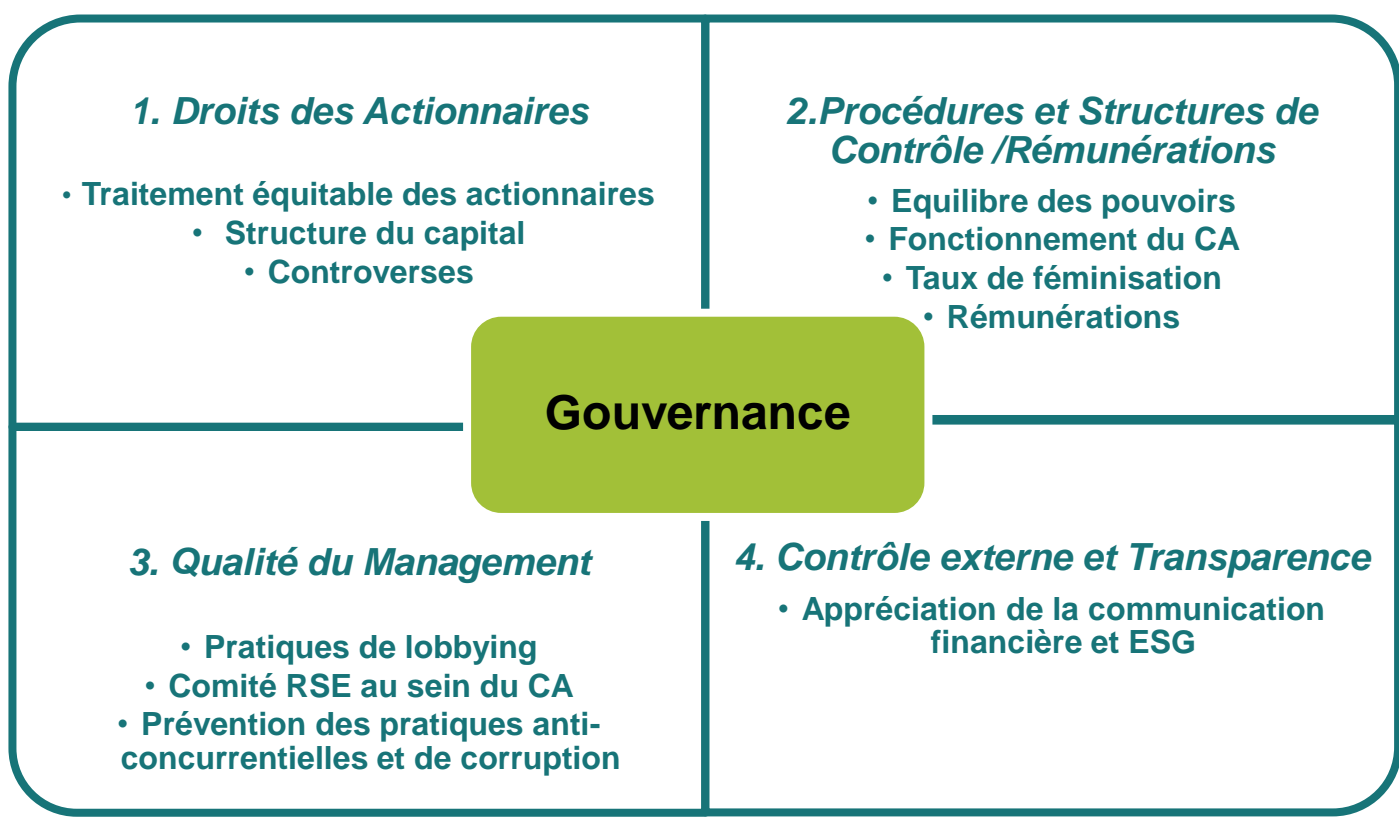 1. Droits des Actionnaires
• Traitement équitable des actionnaires
• Structure du capital
• Controverses
2.Procédures et Structures de
Contrôle /Rémunérations
• Equilibre des pouvoirs
• Fonctionnement du CA
• Taux de féminisation
• Rémunérations
Gouvernance
3. Qualité du Management
• Pratiques de lobbying
• Comité RSE au sein du CA
• Prévention des pratiques anti-
concurrentielles et de corruption
4. Contrôle externe et Transparence
• Appréciation de la communication
financière et ESG